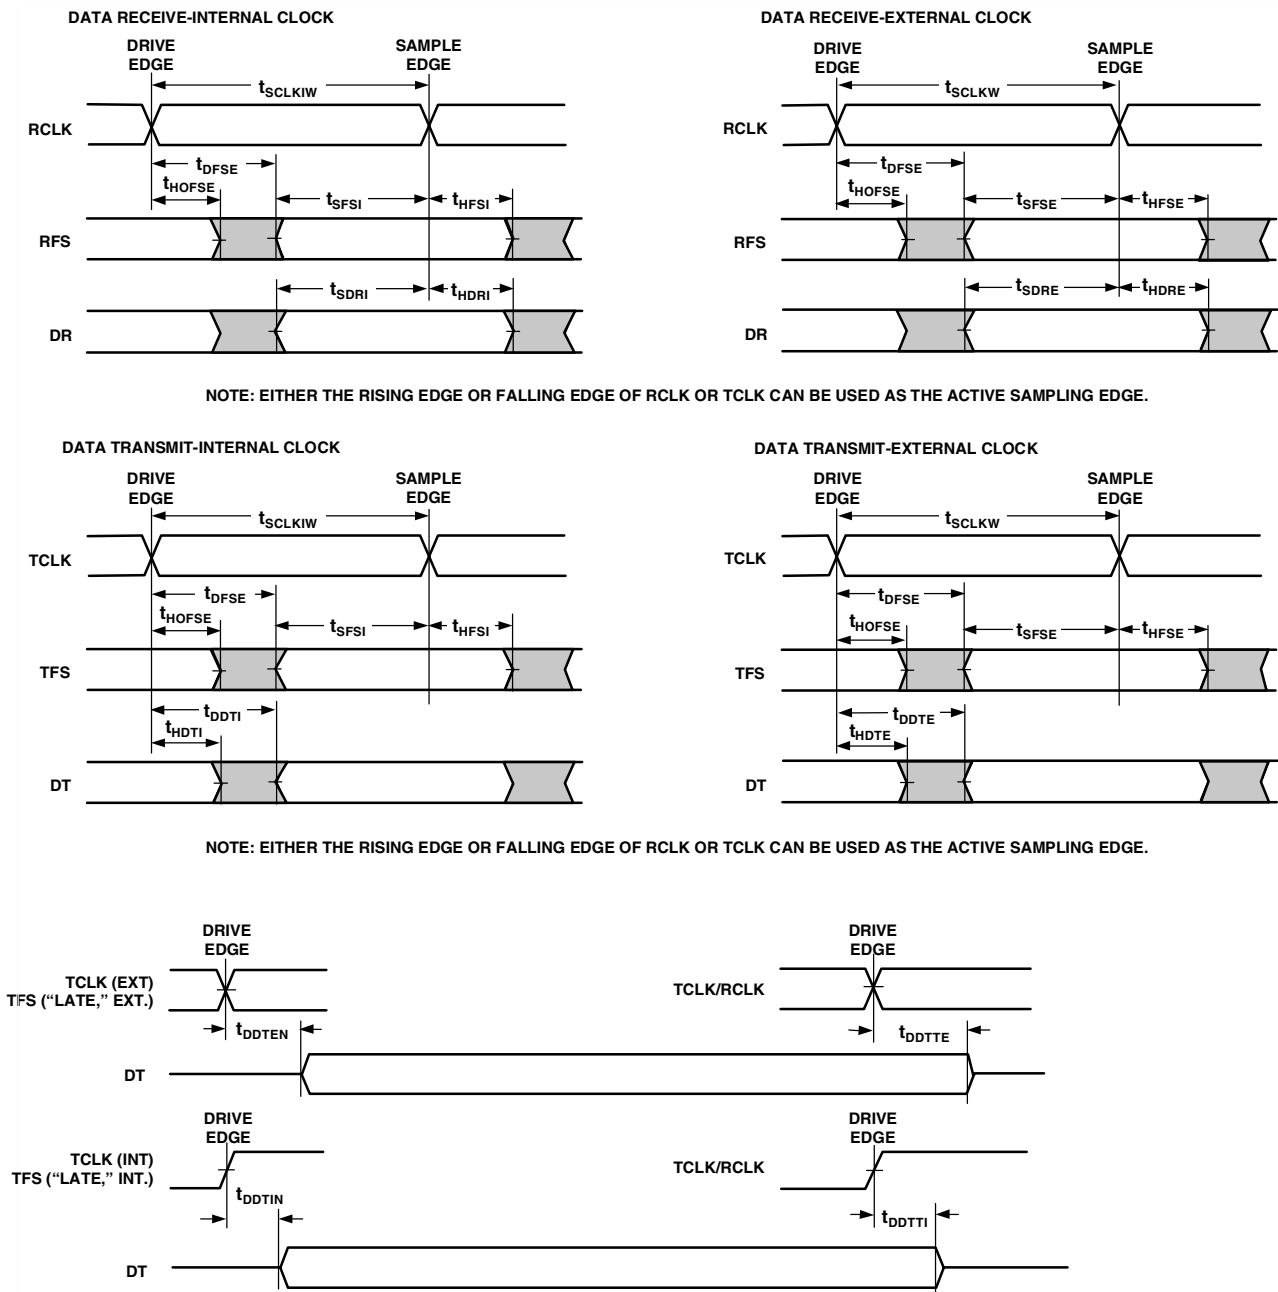 DATA RECEIVE-INTERNAL CLOCK
DRIVE EDGE
SAMPLE EDGE
tSCLKIW
RCLK
tDFSE
tHOFSE
tSFSI
tHFSI
RFS
tSDRI
tHDRI
DR
DATA RECEIVE-EXTERNAL CLOCK
DRIVE EDGE
SAMPLE EDGE
tSCLKW
RCLK
tDFSE
tHOFSE
tSFSE
tHFSE
RFS
tSDRE
tHDRE
DR
NOTE: EITHER THE RISING EDGE OR FALLING EDGE OF RCLK OR TCLK CAN BE USED AS THE ACTIVE SAMPLING EDGE.
DATA TRANSMIT-INTERNAL CLOCK
DRIVE EDGE
SAMPLE EDGE
tSCLKIW
TCLK
tDFSE
tHOFSE
tSFSI
tHFSI
TFS
tDDTI
tHDTI
DT
DATA TRANSMIT-EXTERNAL CLOCK
DRIVE EDGE
SAMPLE EDGE
tSCLKW
TCLK
tDFSE
tHOFSE
tSFSE
tHFSE
TFS
tDDTE
tHDTE
DT
NOTE: EITHER THE RISING EDGE OR FALLING EDGE OF RCLK OR TCLK CAN BE USED AS THE ACTIVE SAMPLING EDGE.
DRIVE EDGE
TCLK (EXT)
TFS (“LATE,” EXT.)
tDDTEN
DRIVE EDGE
TCLK/RCLK
tDDTTE
DT
DRIVE EDGE
TCLK (INT)
TFS (“LATE,” INT.)
tDDTIN
DRIVE EDGE
TCLK/RCLK
tDDTTI
DT